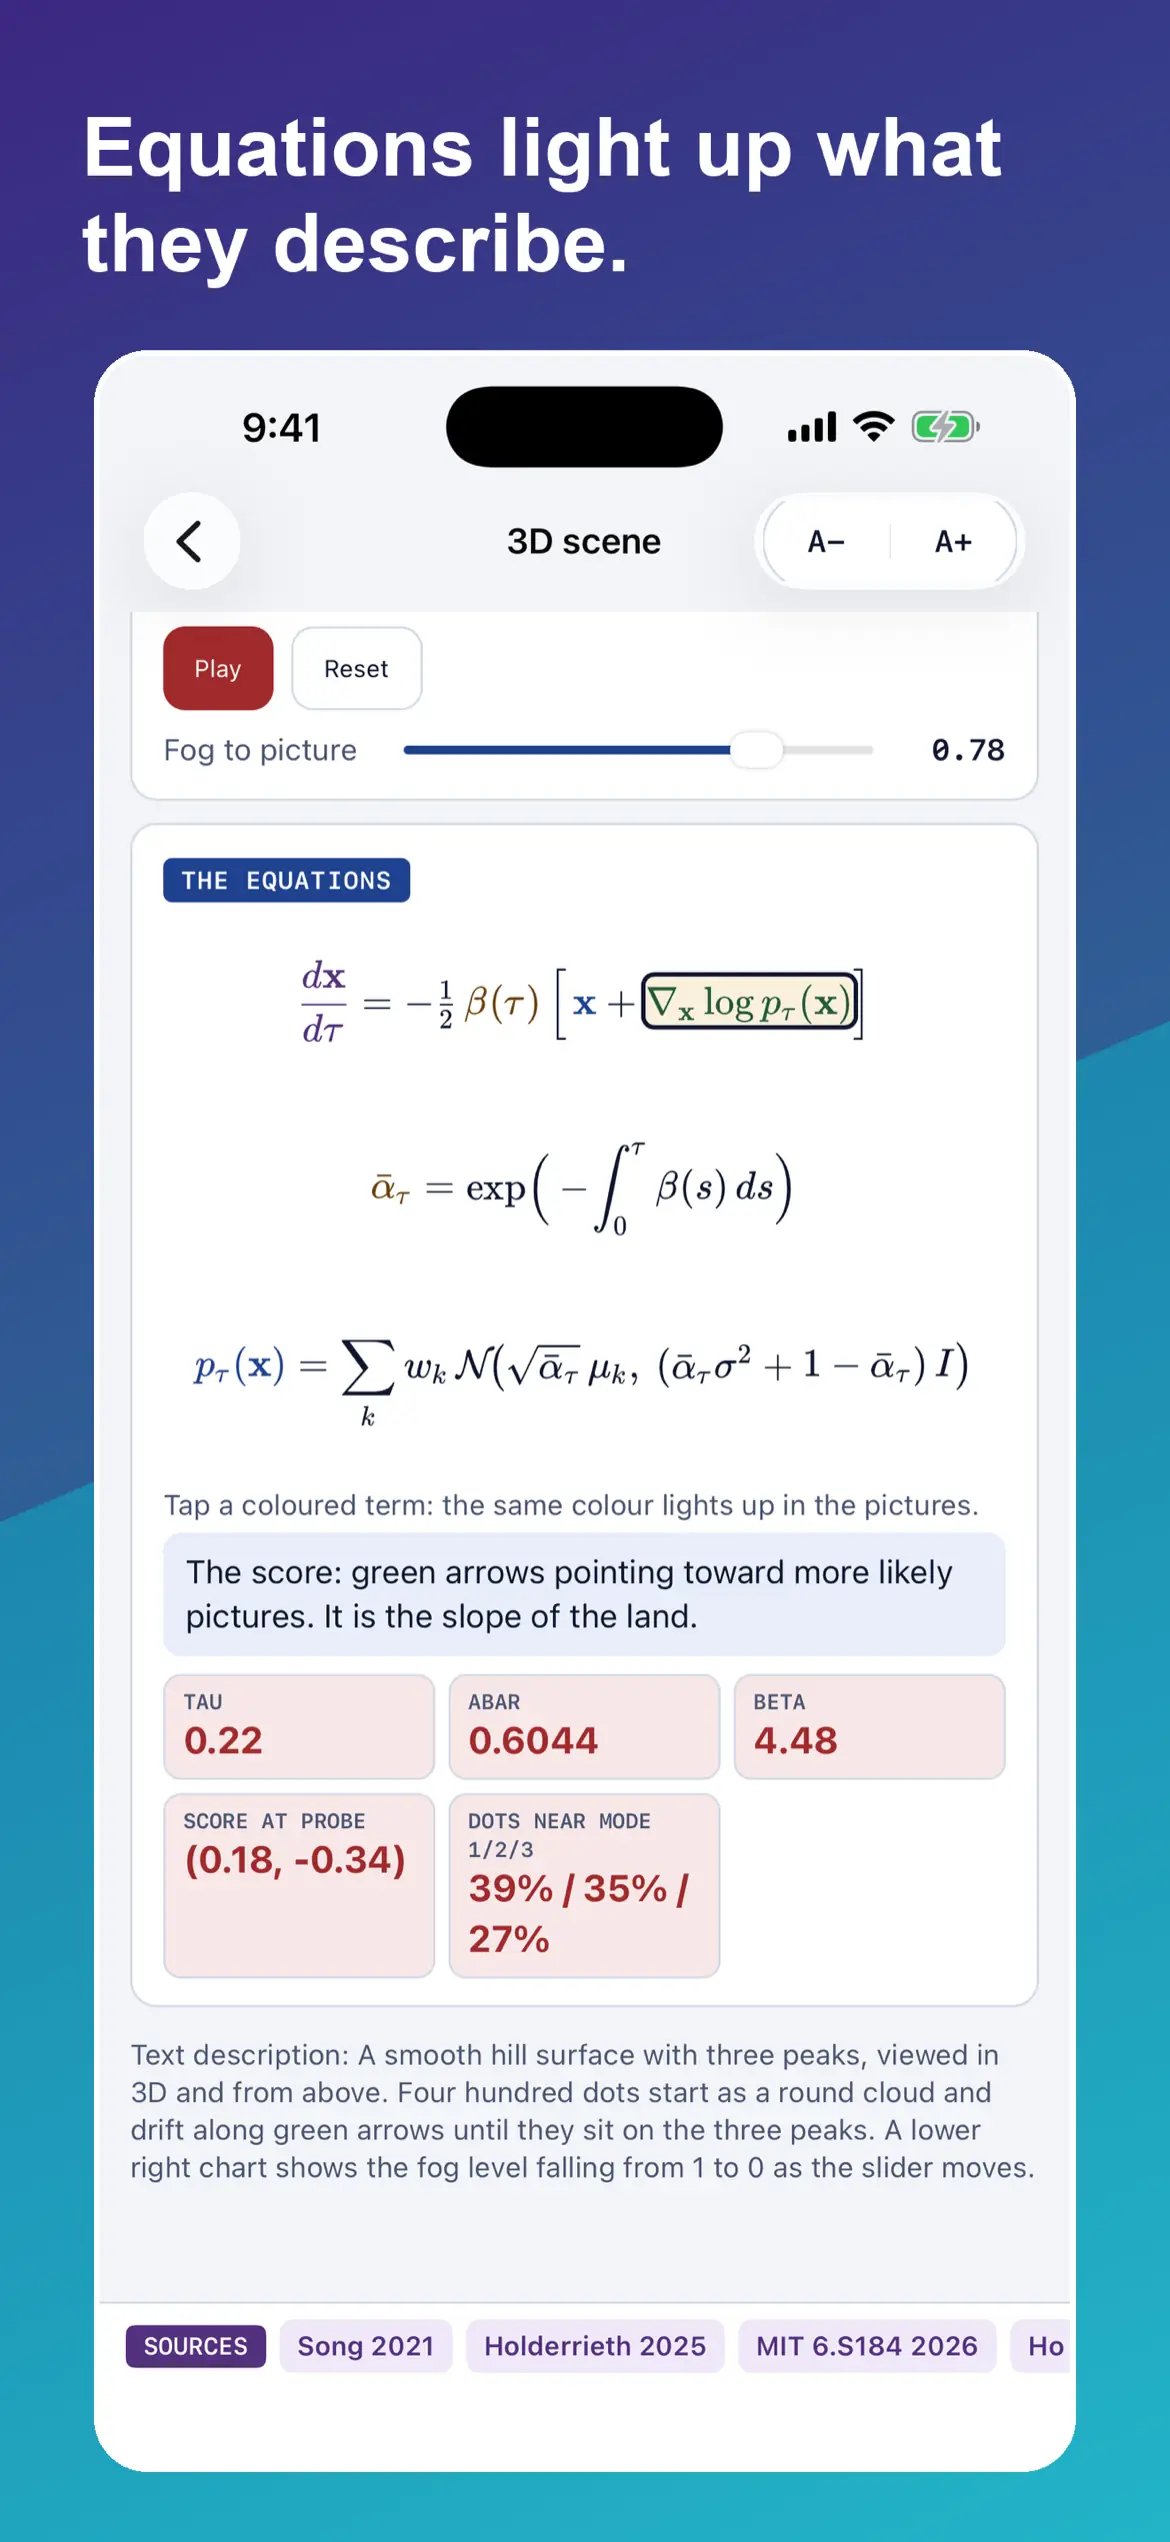 Equations light up what
they describe.
9:41
3D scene
A− A+
Play Reset
Fog to picture 0.78
THE EQUATIONS
d𝐱/dτ = −½ β(τ) [𝐱 + ∇𝐱 log pτ(𝐱)]
ᾱτ = exp(−∫₀^τ β(s) ds)
pτ(𝐱) = ∑k wk 𝒩(√ᾱτ μk, (ᾱτσ² + 1 − ᾱτ) I)
Tap a coloured term: the same colour lights up in the pictures.
The score: green arrows pointing toward more likely
pictures. It is the slope of the land.
TAU ABAR BETA
0.22 0.6044 4.48
SCORE AT PROBE
(0.18, -0.34)
DOTS NEAR MODE
1/2/3
39% / 35% /
27%
Text description: A smooth hill surface with three peaks, viewed in
3D and from above. Four hundred dots start as a round cloud and
drift along green arrows until they sit on the three peaks. A lower
right chart shows the fog level falling from 1 to 0 as the slider moves.
SOURCES Song 2021 Holderrieth 2025 MIT 6.S184 2026 Ho